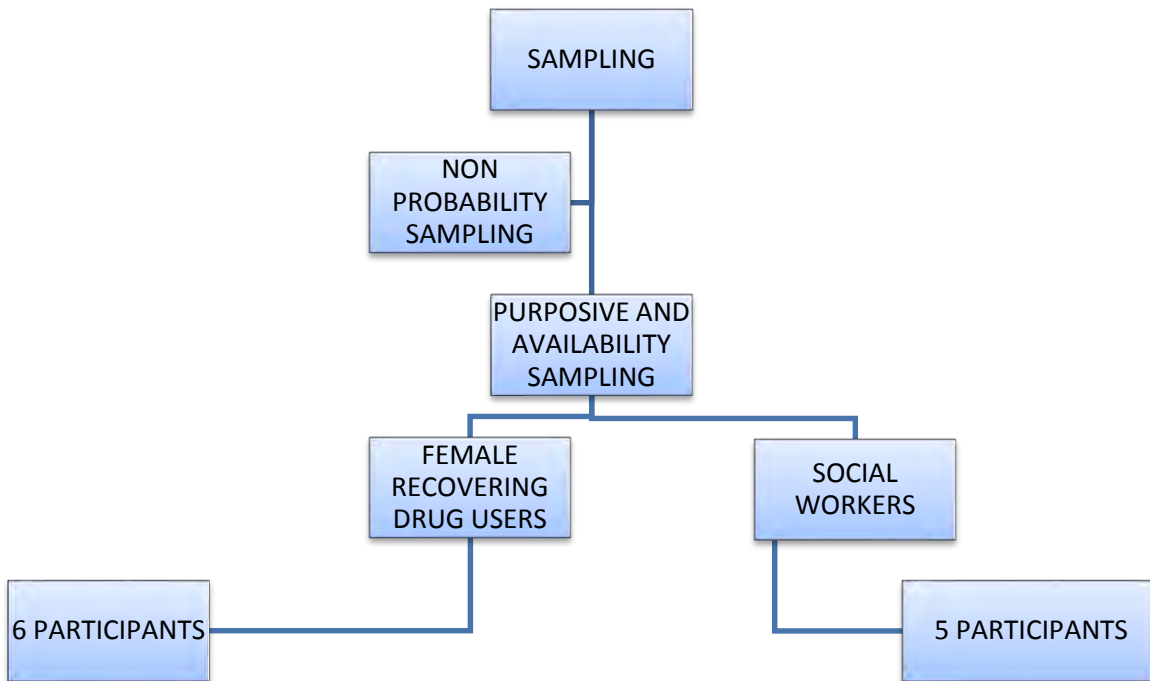 SAMPLING
NON
PROBABILITY
SAMPLING
PURPOSIVE AND
AVAILABILITY
SAMPLING
FEMALE
RECOVERING
DRUG USERS
SOCIAL
WORKERS
6 PARTICIPANTS
5 PARTICIPANTS